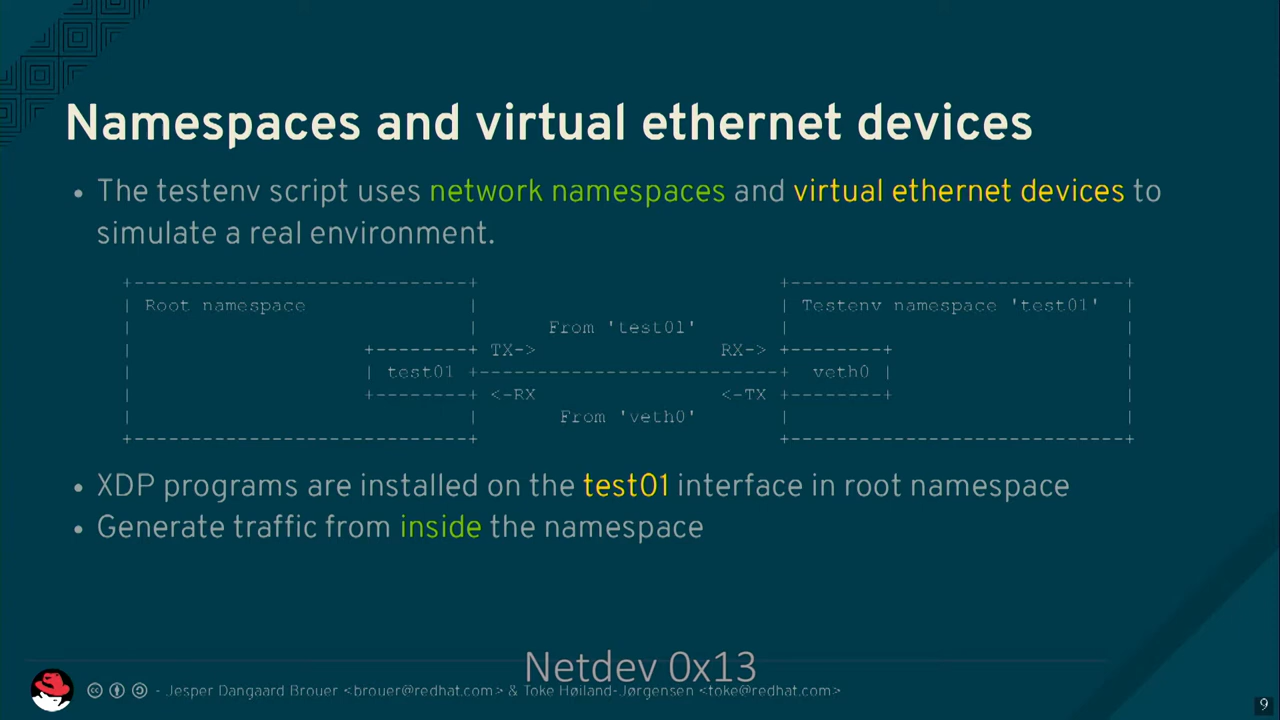 Namespaces and virtual ethernet devices
• The testenv script uses network namespaces and virtual ethernet devices to
simulate a real environment.
+-----------------------+                     +-----------------------+
| Root namespace        |                     | Testenv namespace 'test01' |
|                       |    From 'test01'    |                       |
|                +--------+ TX->         RX-> +--------+              |
|                | test01 +--------------------------+  veth0 |              |
|                +--------+ <-RX         <-TX +--------+              |
|                       |    From 'veth0'     |                       |
+-----------------------+                     +-----------------------+
• XDP programs are installed on the test01 interface in root namespace
• Generate traffic from inside the namespace
Netdev 0x13
- Jesper Dangaard Brouer <brouer@redhat.com> & Toke Høiland-Jørgensen <toke@redhat.com>
9